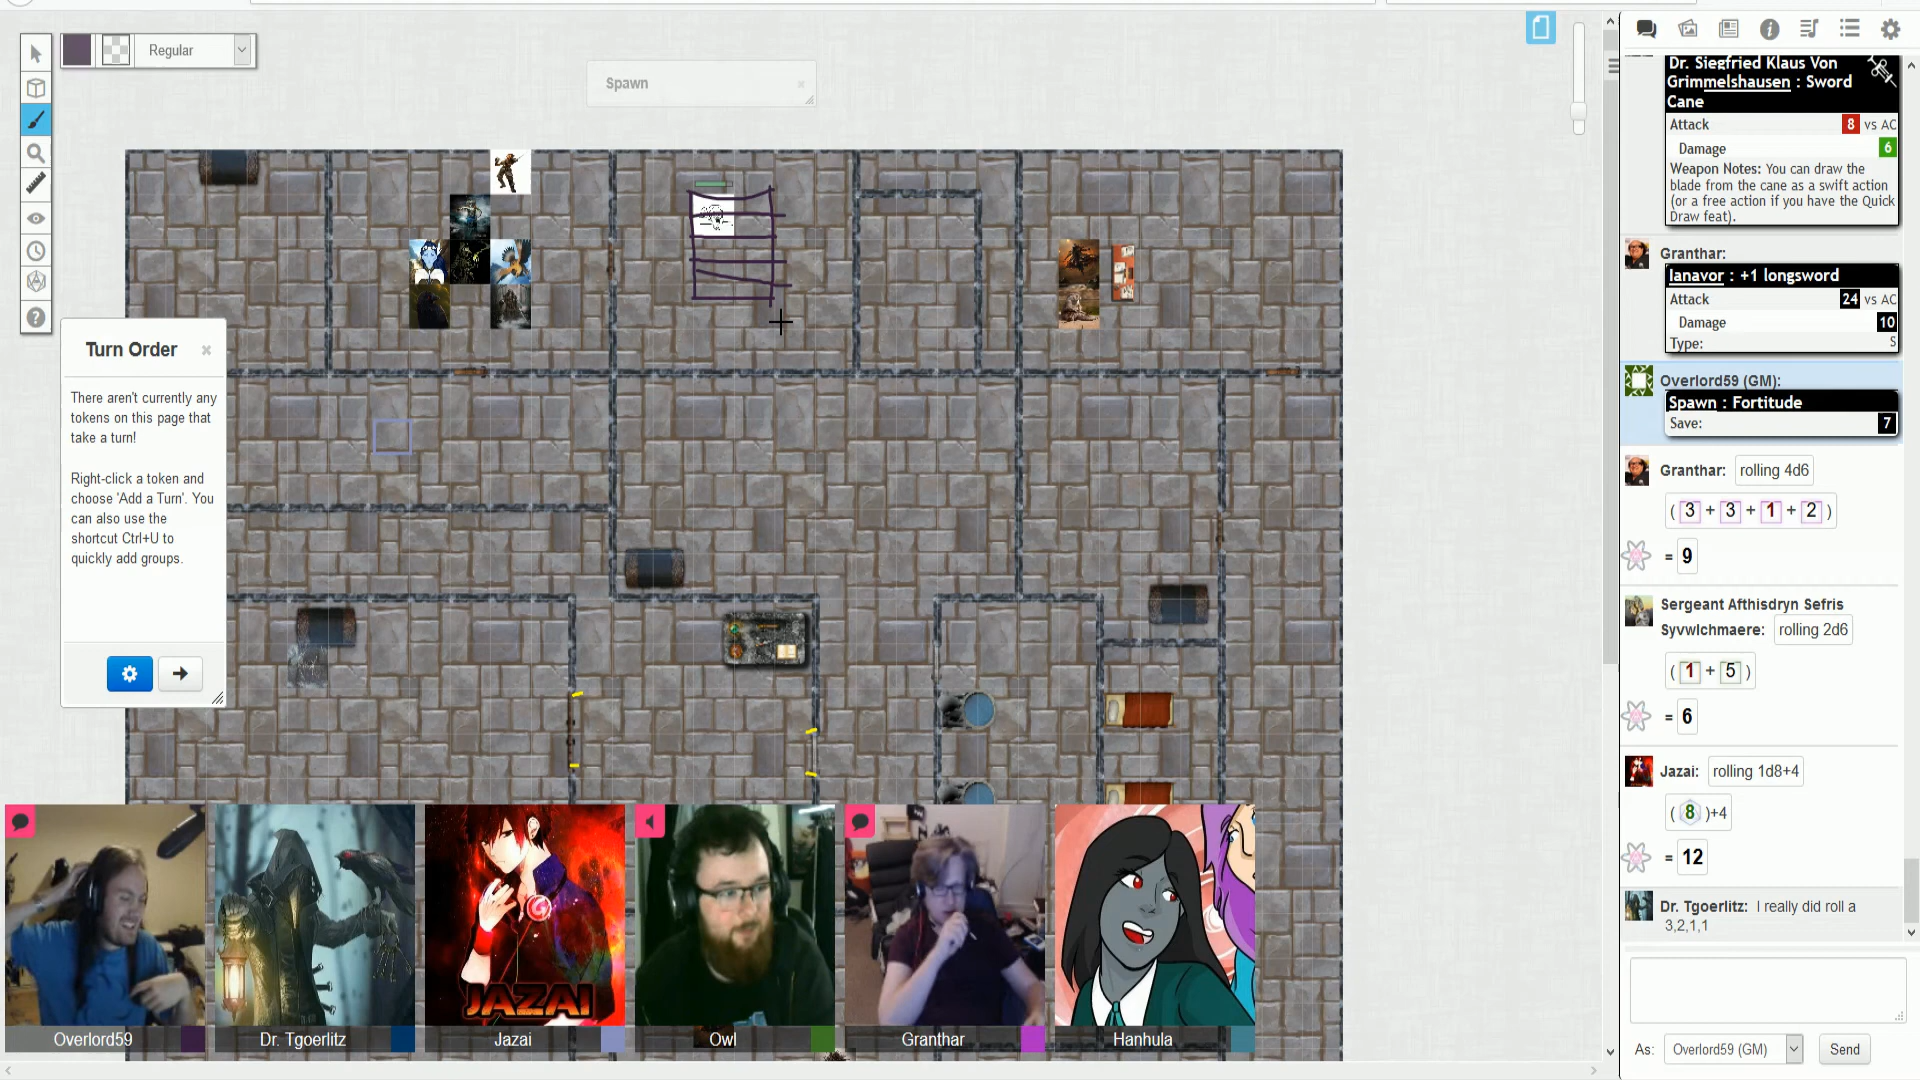 Regular
Spawn
Turn Order
There aren't currently any
tokens on this page that
take a turn!
Right-click a token and
choose 'Add a Turn'. You
can also use the
shortcut Ctrl+U to
quickly add groups.
Overlord59
Dr. Tgoerlitz
JAZAI
Jazai
Owl
Granthar
Hanhula
Dr. Siegfried Klaus Von
Grimmelshausen : Sword
Cane
Attack 8 vs AC
Damage 6
Weapon Notes: You can draw the
blade from the cane as a swift action
(or a free action if you have the Quick
Draw feat).
Granthar:
Ianavor : +1 longsword
Attack 24 vs AC
Damage 10
Type: S
Overlord59 (GM):
Spawn : Fortitude
Save: 7
Granthar: rolling 4d6
( 3 + 3 + 1 + 2 )
= 9
Sergeant Afthisdryn Sefris
Syvwlchmaere: rolling 2d6
( 1 + 5 )
= 6
Jazai: rolling 1d8+4
( 8 )+4
= 12
Dr. Tgoerlitz: I really did roll a
3,2,1,1
As: Overlord59 (GM) Send